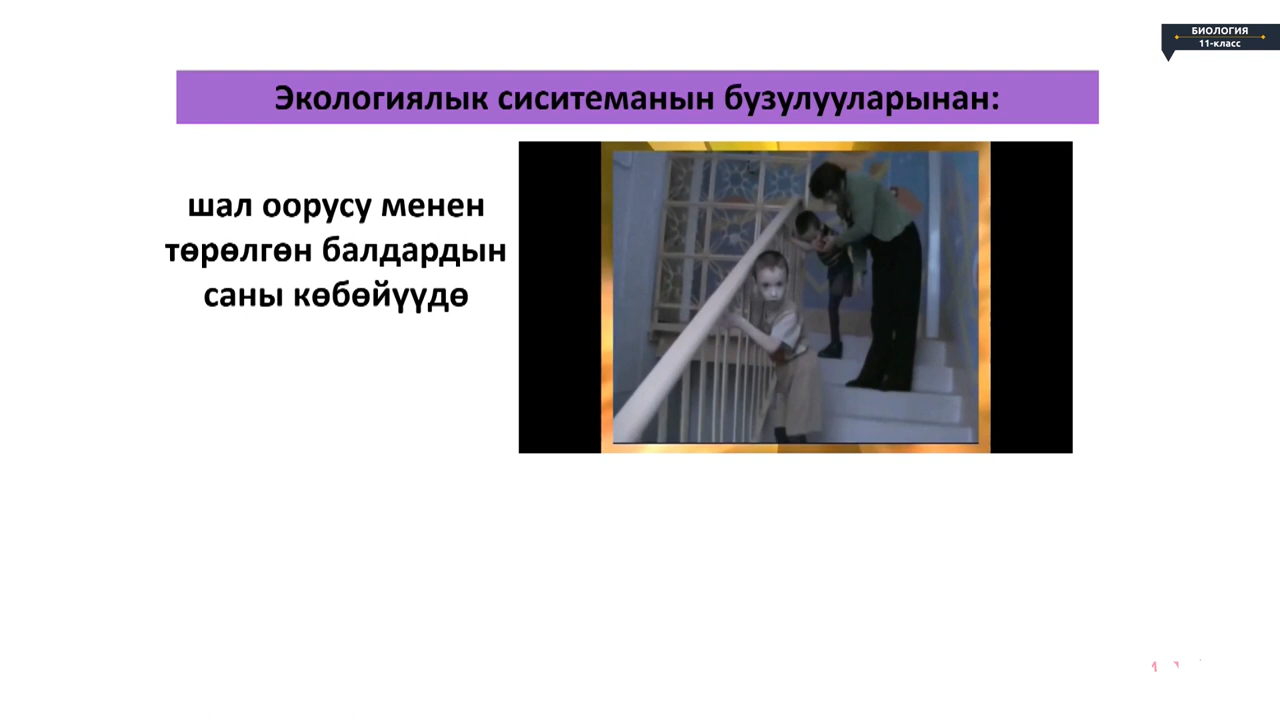 БИОЛОГИЯ
11-класс
Экологиялык сиситеманын бузулууларынан:
шал оорусу менен
төрөлгөн балдардын
саны көбөйүүдө